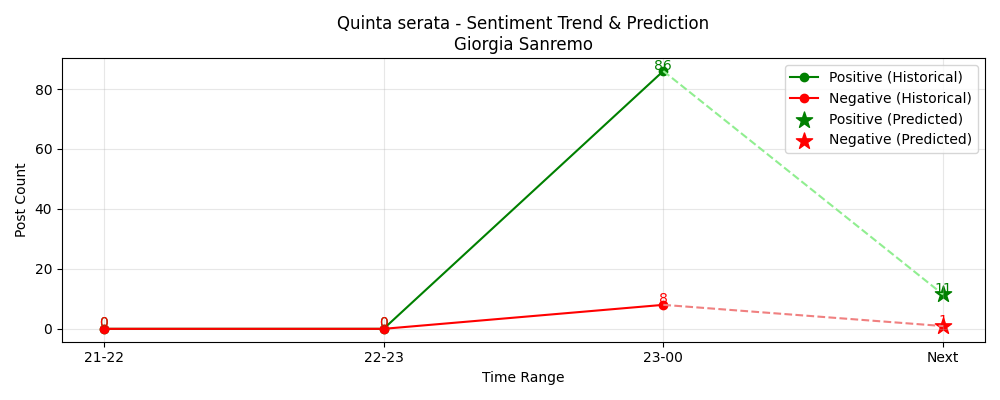 Quinta serata - Sentiment Trend & Prediction
Giorgia Sanremo
Post Count
80
60
40
20
0
86
11
0
0
0
0
8
1
Positive (Historical)
Negative (Historical)
Positive (Predicted)
Negative (Predicted)
21-22
22-23
23-00
Next
Time Range